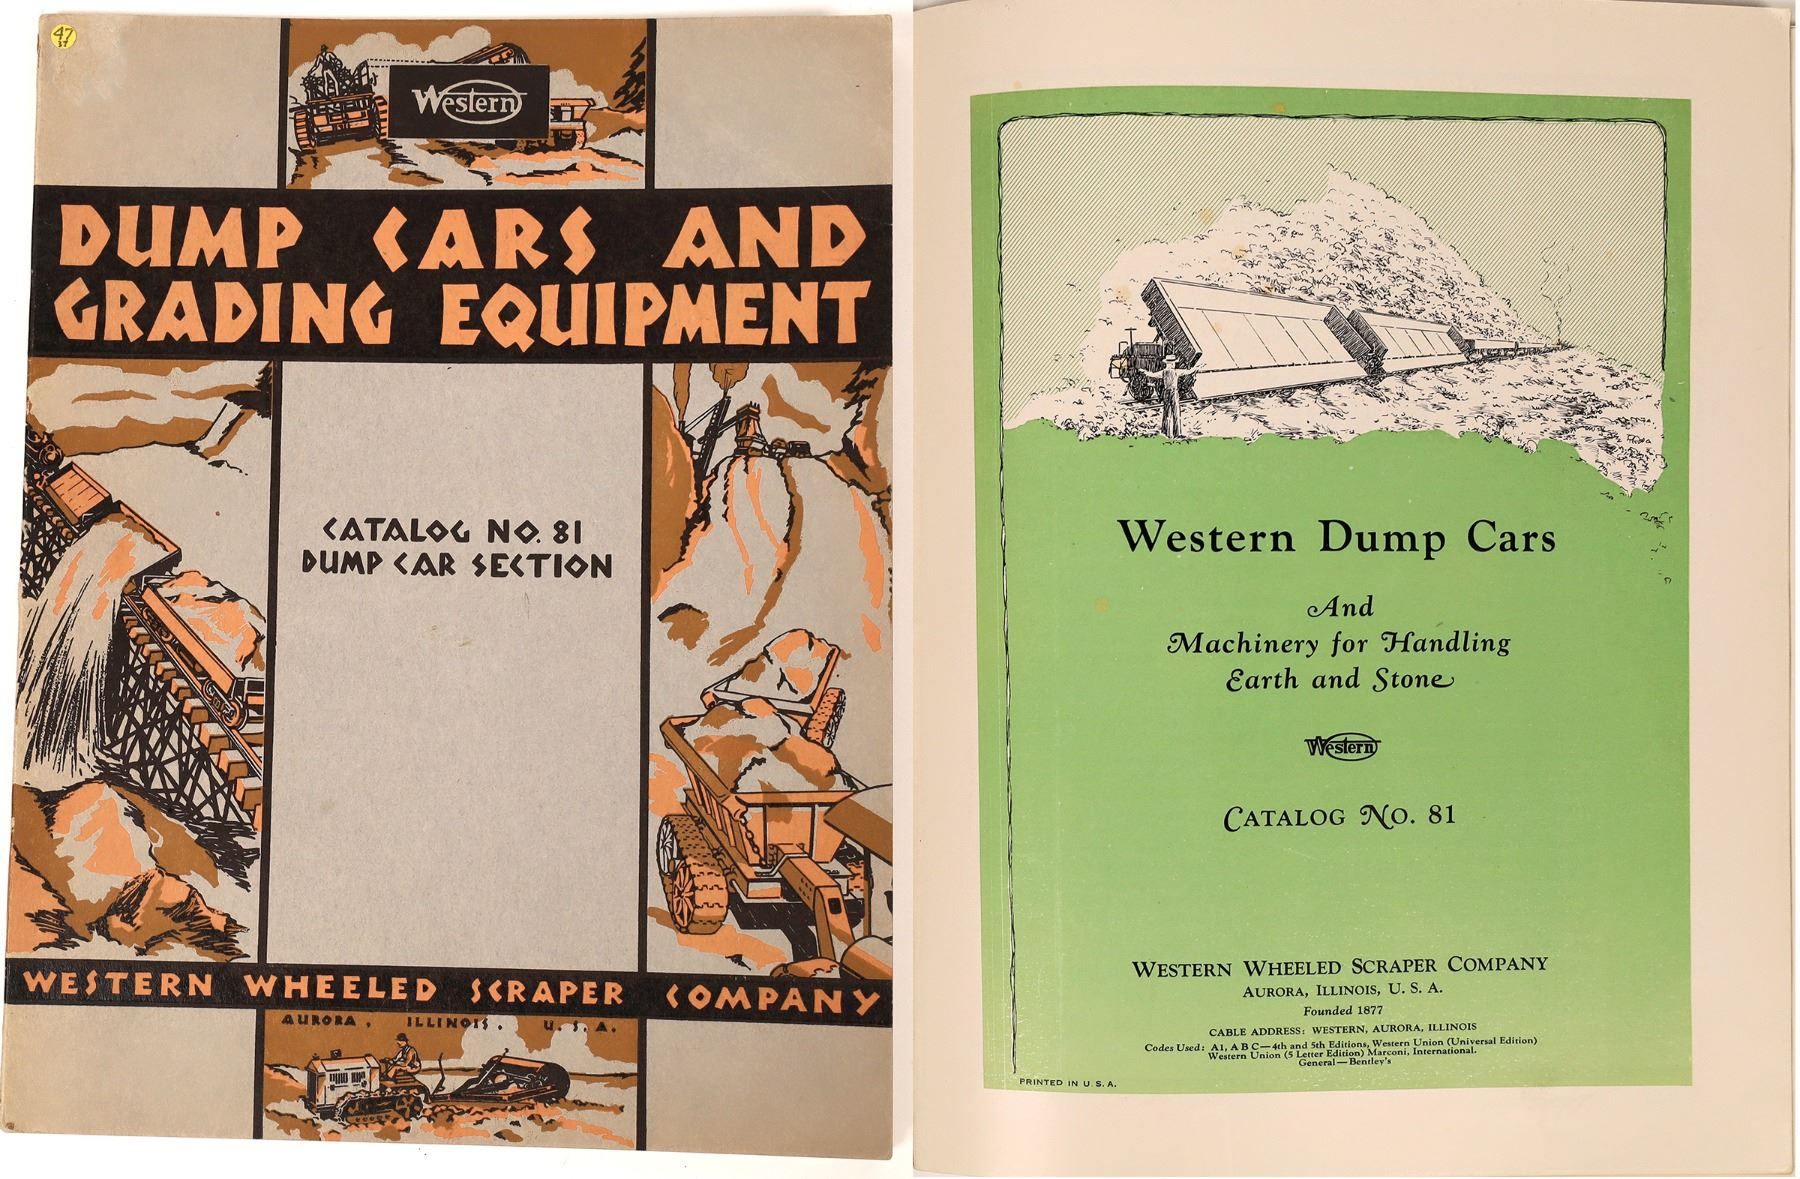 47
37
Western
DUMP CARS AND
GRADING EQUIPMENT
CATALOG NO. 81
DUMP CAR SECTION
WESTERN WHEELED SCRAPER COMPANY
AURORA, ILLINOIS, U. S. A.
Western Dump Cars
And
Machinery for Handling
Earth and Stone
Western
CATALOG NO. 81
WESTERN WHEELED SCRAPER COMPANY
AURORA, ILLINOIS, U. S. A.
Founded 1877
CABLE ADDRESS: WESTERN, AURORA, ILLINOIS
Codes Used: A1, A B C—4th and 5th Editions, Western Union (Universal Edition)
Western Union (5 Letter Edition) Marconi, International.
General—Bentley's
PRINTED IN U. S. A.